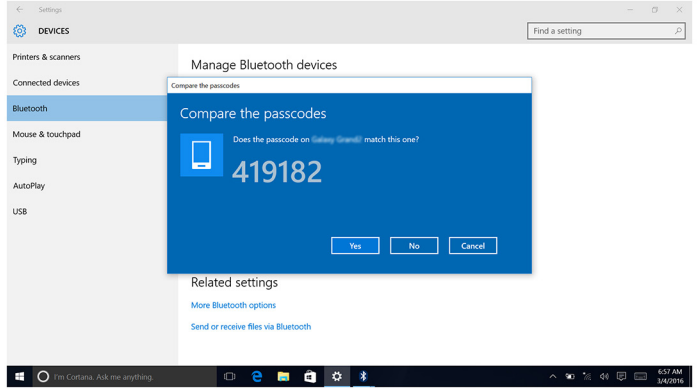 Settings
DEVICES
Find a setting
Printers & scanners
Connected devices
Bluetooth
Mouse & touchpad
Typing
AutoPlay
USB
Manage Bluetooth devices
Compare the passcodes
Compare the passcodes
Does the passcode on Galaxy Grand2 match this one?
419182
Yes
No
Cancel
Related settings
More Bluetooth options
Send or receive files via Bluetooth
I'm Cortana. Ask me anything.
6:57 AM
3/4/2016